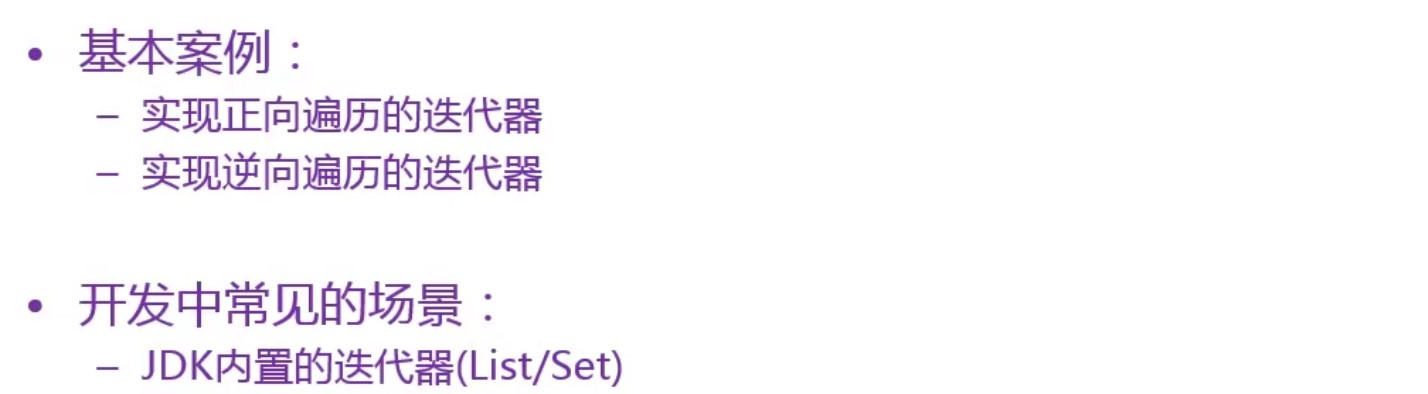 • 基本案例：
– 实现正向遍历的迭代器
– 实现逆向遍历的迭代器
• 开发中常见的场景：
– JDK内置的迭代器(List/Set)